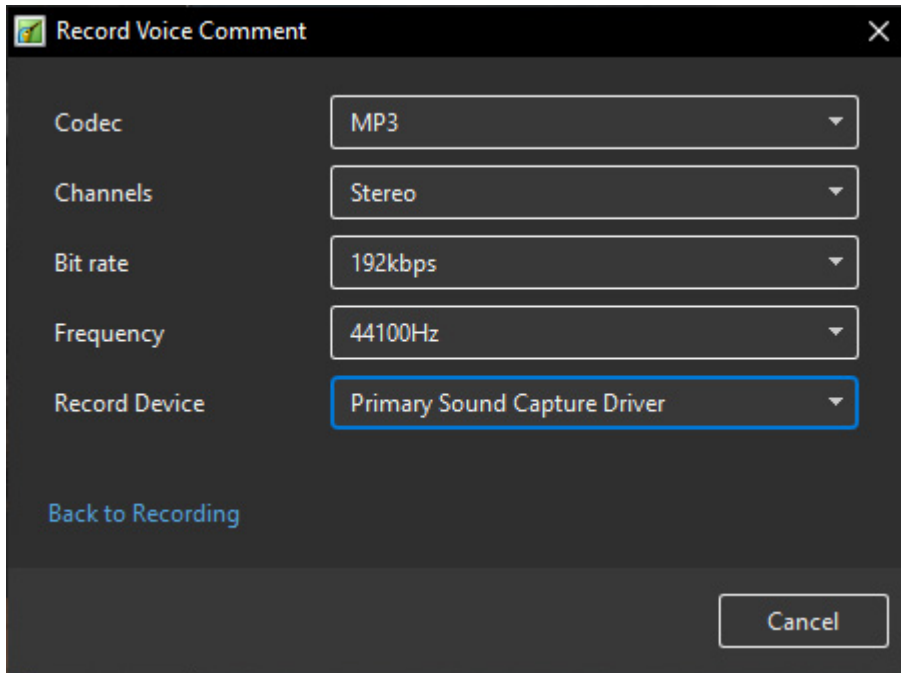 Record Voice Comment
Codec MP3
Channels Stereo
Bit rate 192kbps
Frequency 44100Hz
Record Device Primary Sound Capture Driver
Back to Recording
Cancel